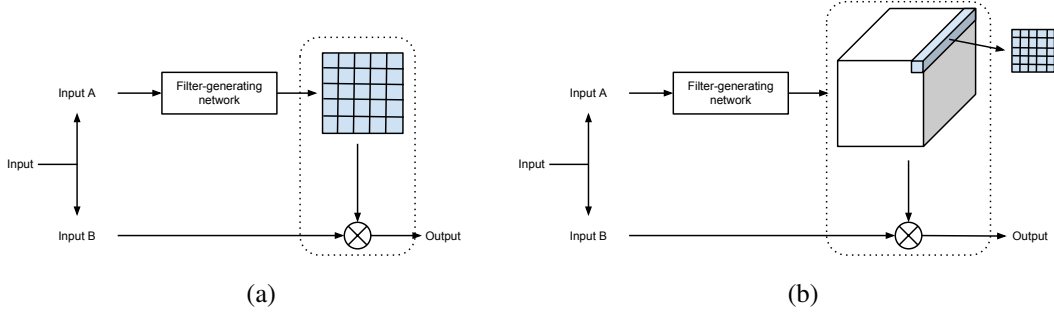 Input A
Filter-generating
network
Input
Input B
Output
(a)
Input A
Filter-generating
network
Input
Input B
Output
(b)